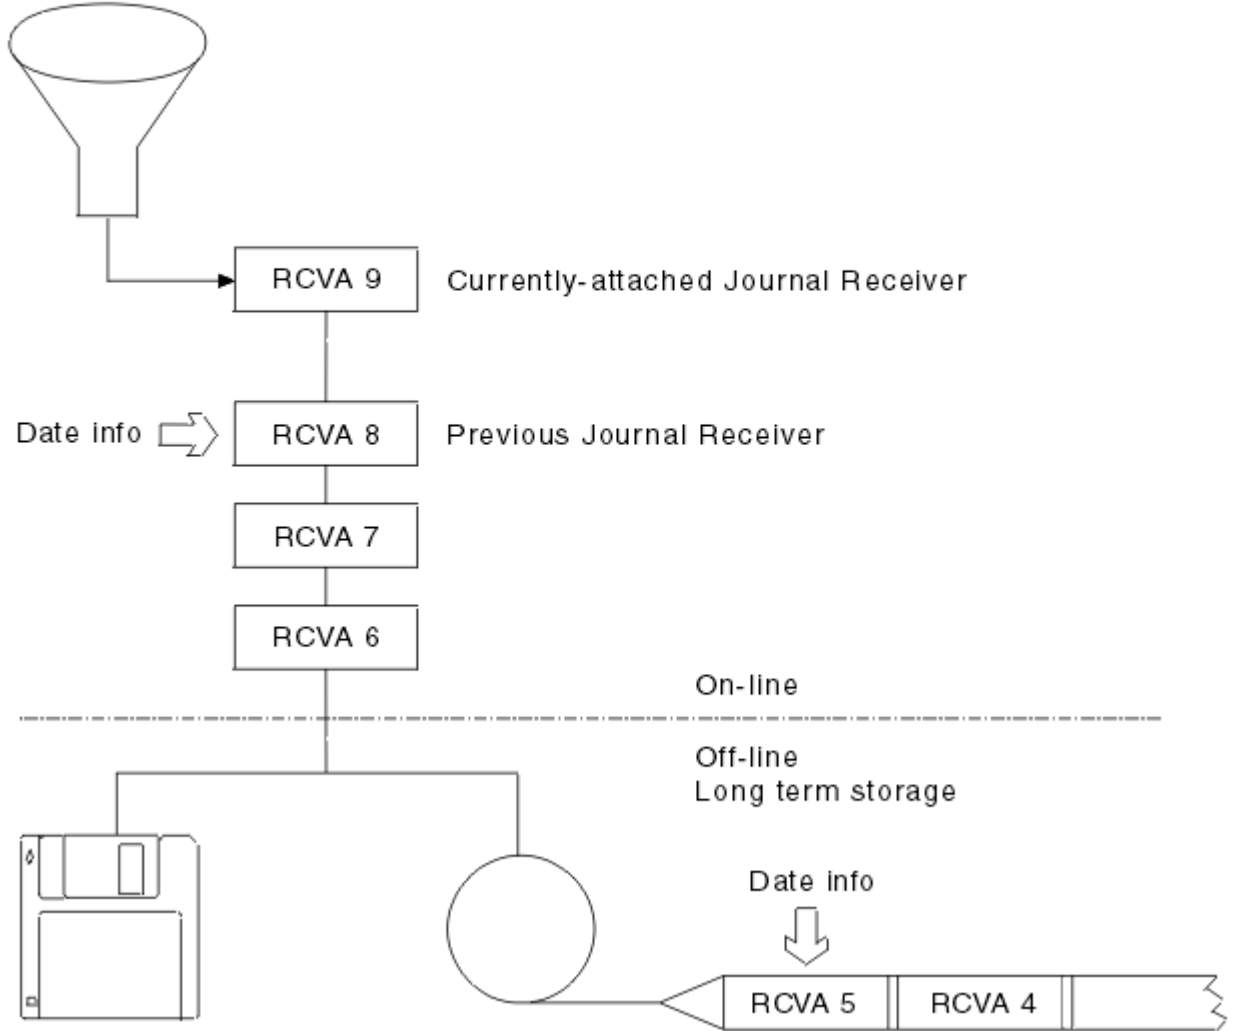 RCVA 9
Currently-attached Journal Receiver
Date info
RCVA 8
Previous Journal Receiver
RCVA 7
RCVA 6
On-line
Off-line
Long term storage
Date info
RCVA 5
RCVA 4